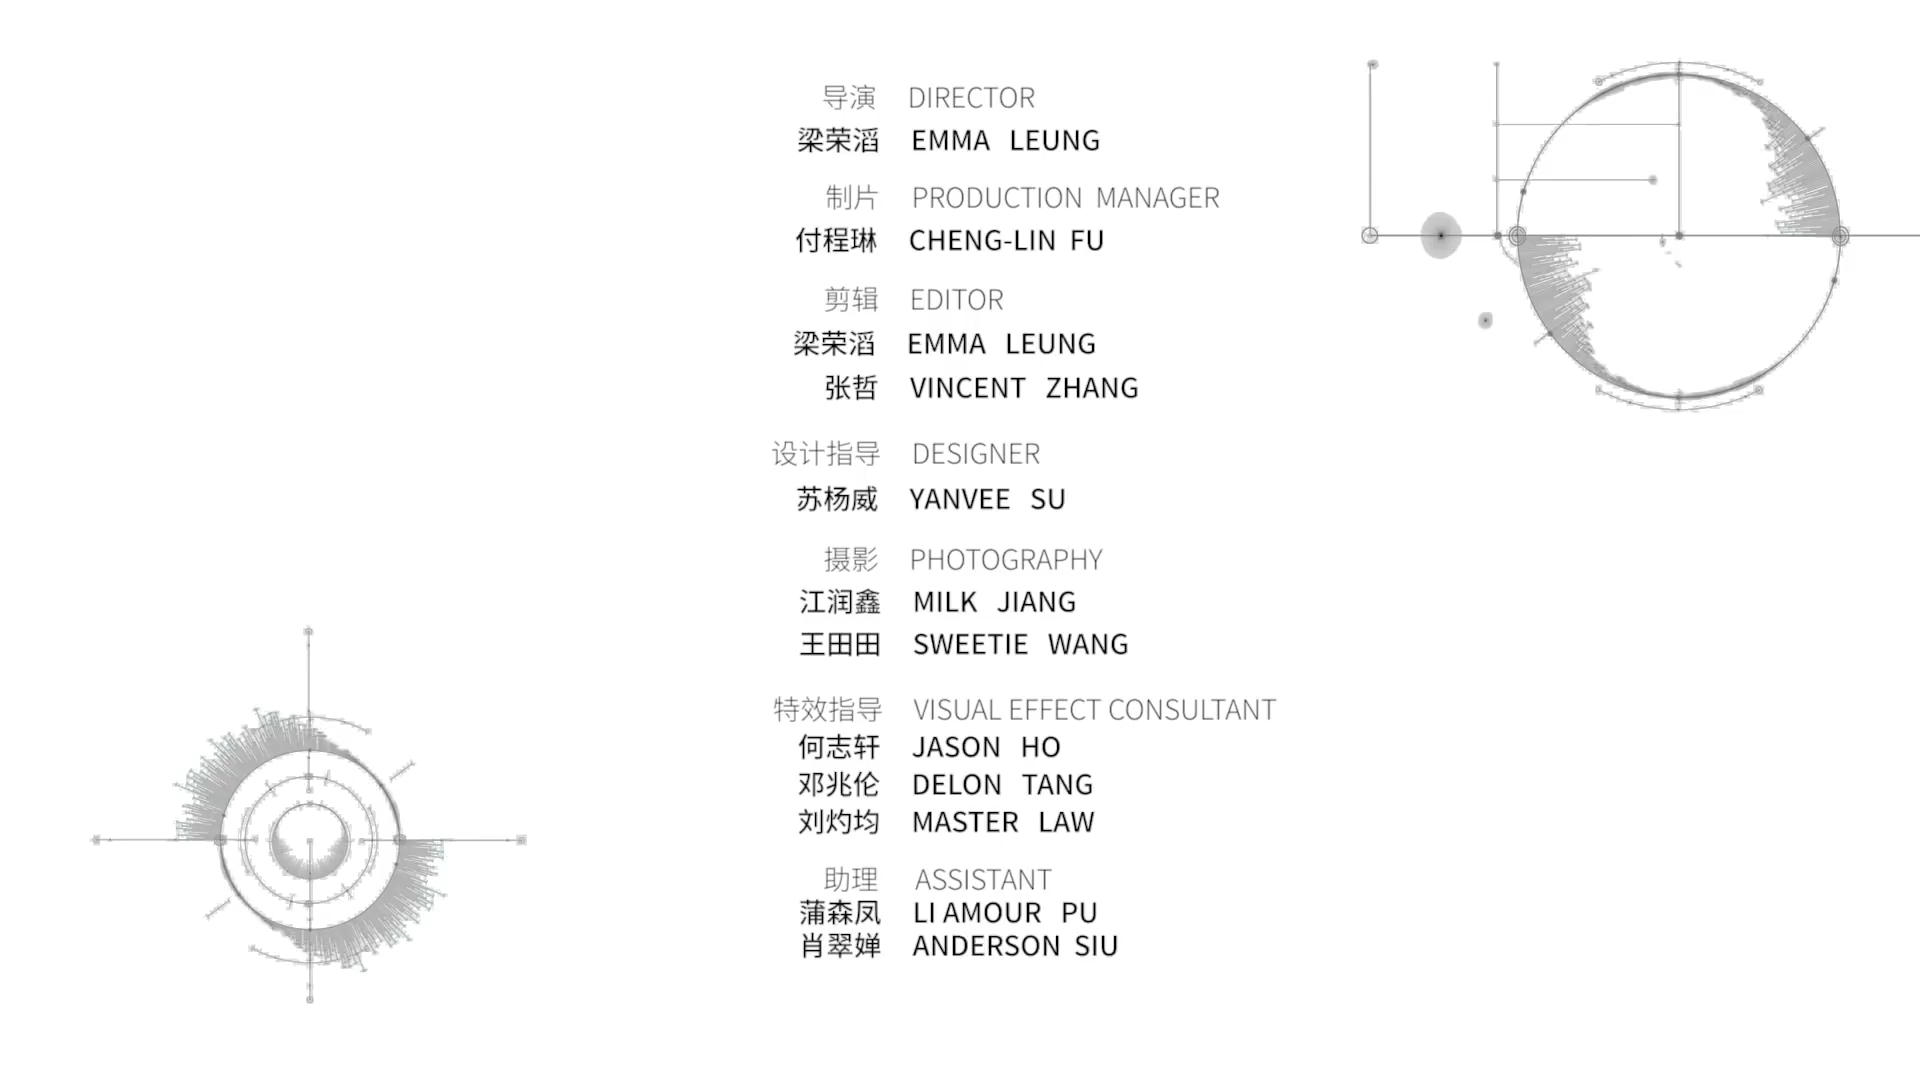 导演 DIRECTOR
梁荣滔 EMMA LEUNG
制片 PRODUCTION MANAGER
付程琳 CHENG-LIN FU
剪辑 EDITOR
梁荣滔 EMMA LEUNG
张哲 VINCENT ZHANG
设计指导 DESIGNER
苏杨威 YANVEE SU
摄影 PHOTOGRAPHY
江润鑫 MILK JIANG
王田田 SWEETIE WANG
特效指导 VISUAL EFFECT CONSULTANT
何志轩 JASON HO
邓兆伦 DELON TANG
刘灼均 MASTER LAW
助理 ASSISTANT
蒲森凤 LI AMOUR PU
肖翠婵 ANDERSON SIU